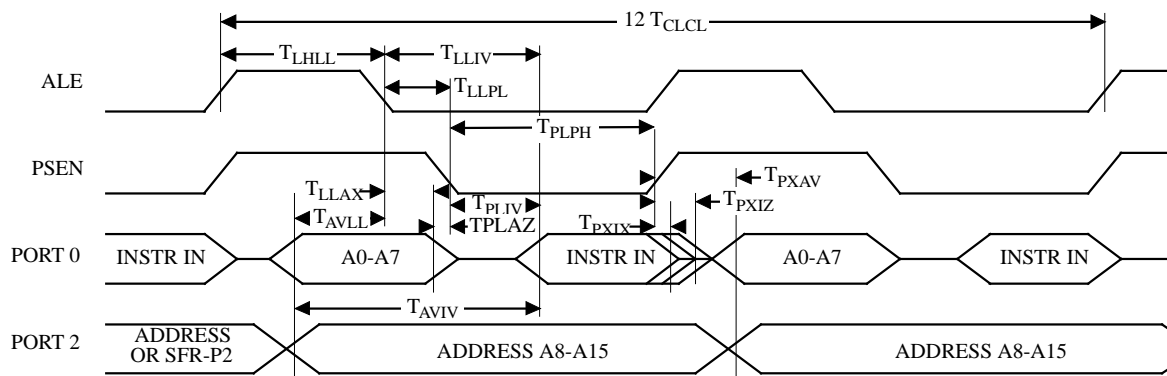 12 TCLCL
TLHLL TLLIV
ALE
TLLPL
TPLPH
PSEN
TLLAX TPXAV
TPLIV TPXIZ
TAVLL TPLAZ TPXIX
PORT 0 INSTR IN A0-A7 INSTR IN A0-A7 INSTR IN
TAVIV
PORT 2 ADDRESS OR SFR-P2 ADDRESS A8-A15 ADDRESS A8-A15